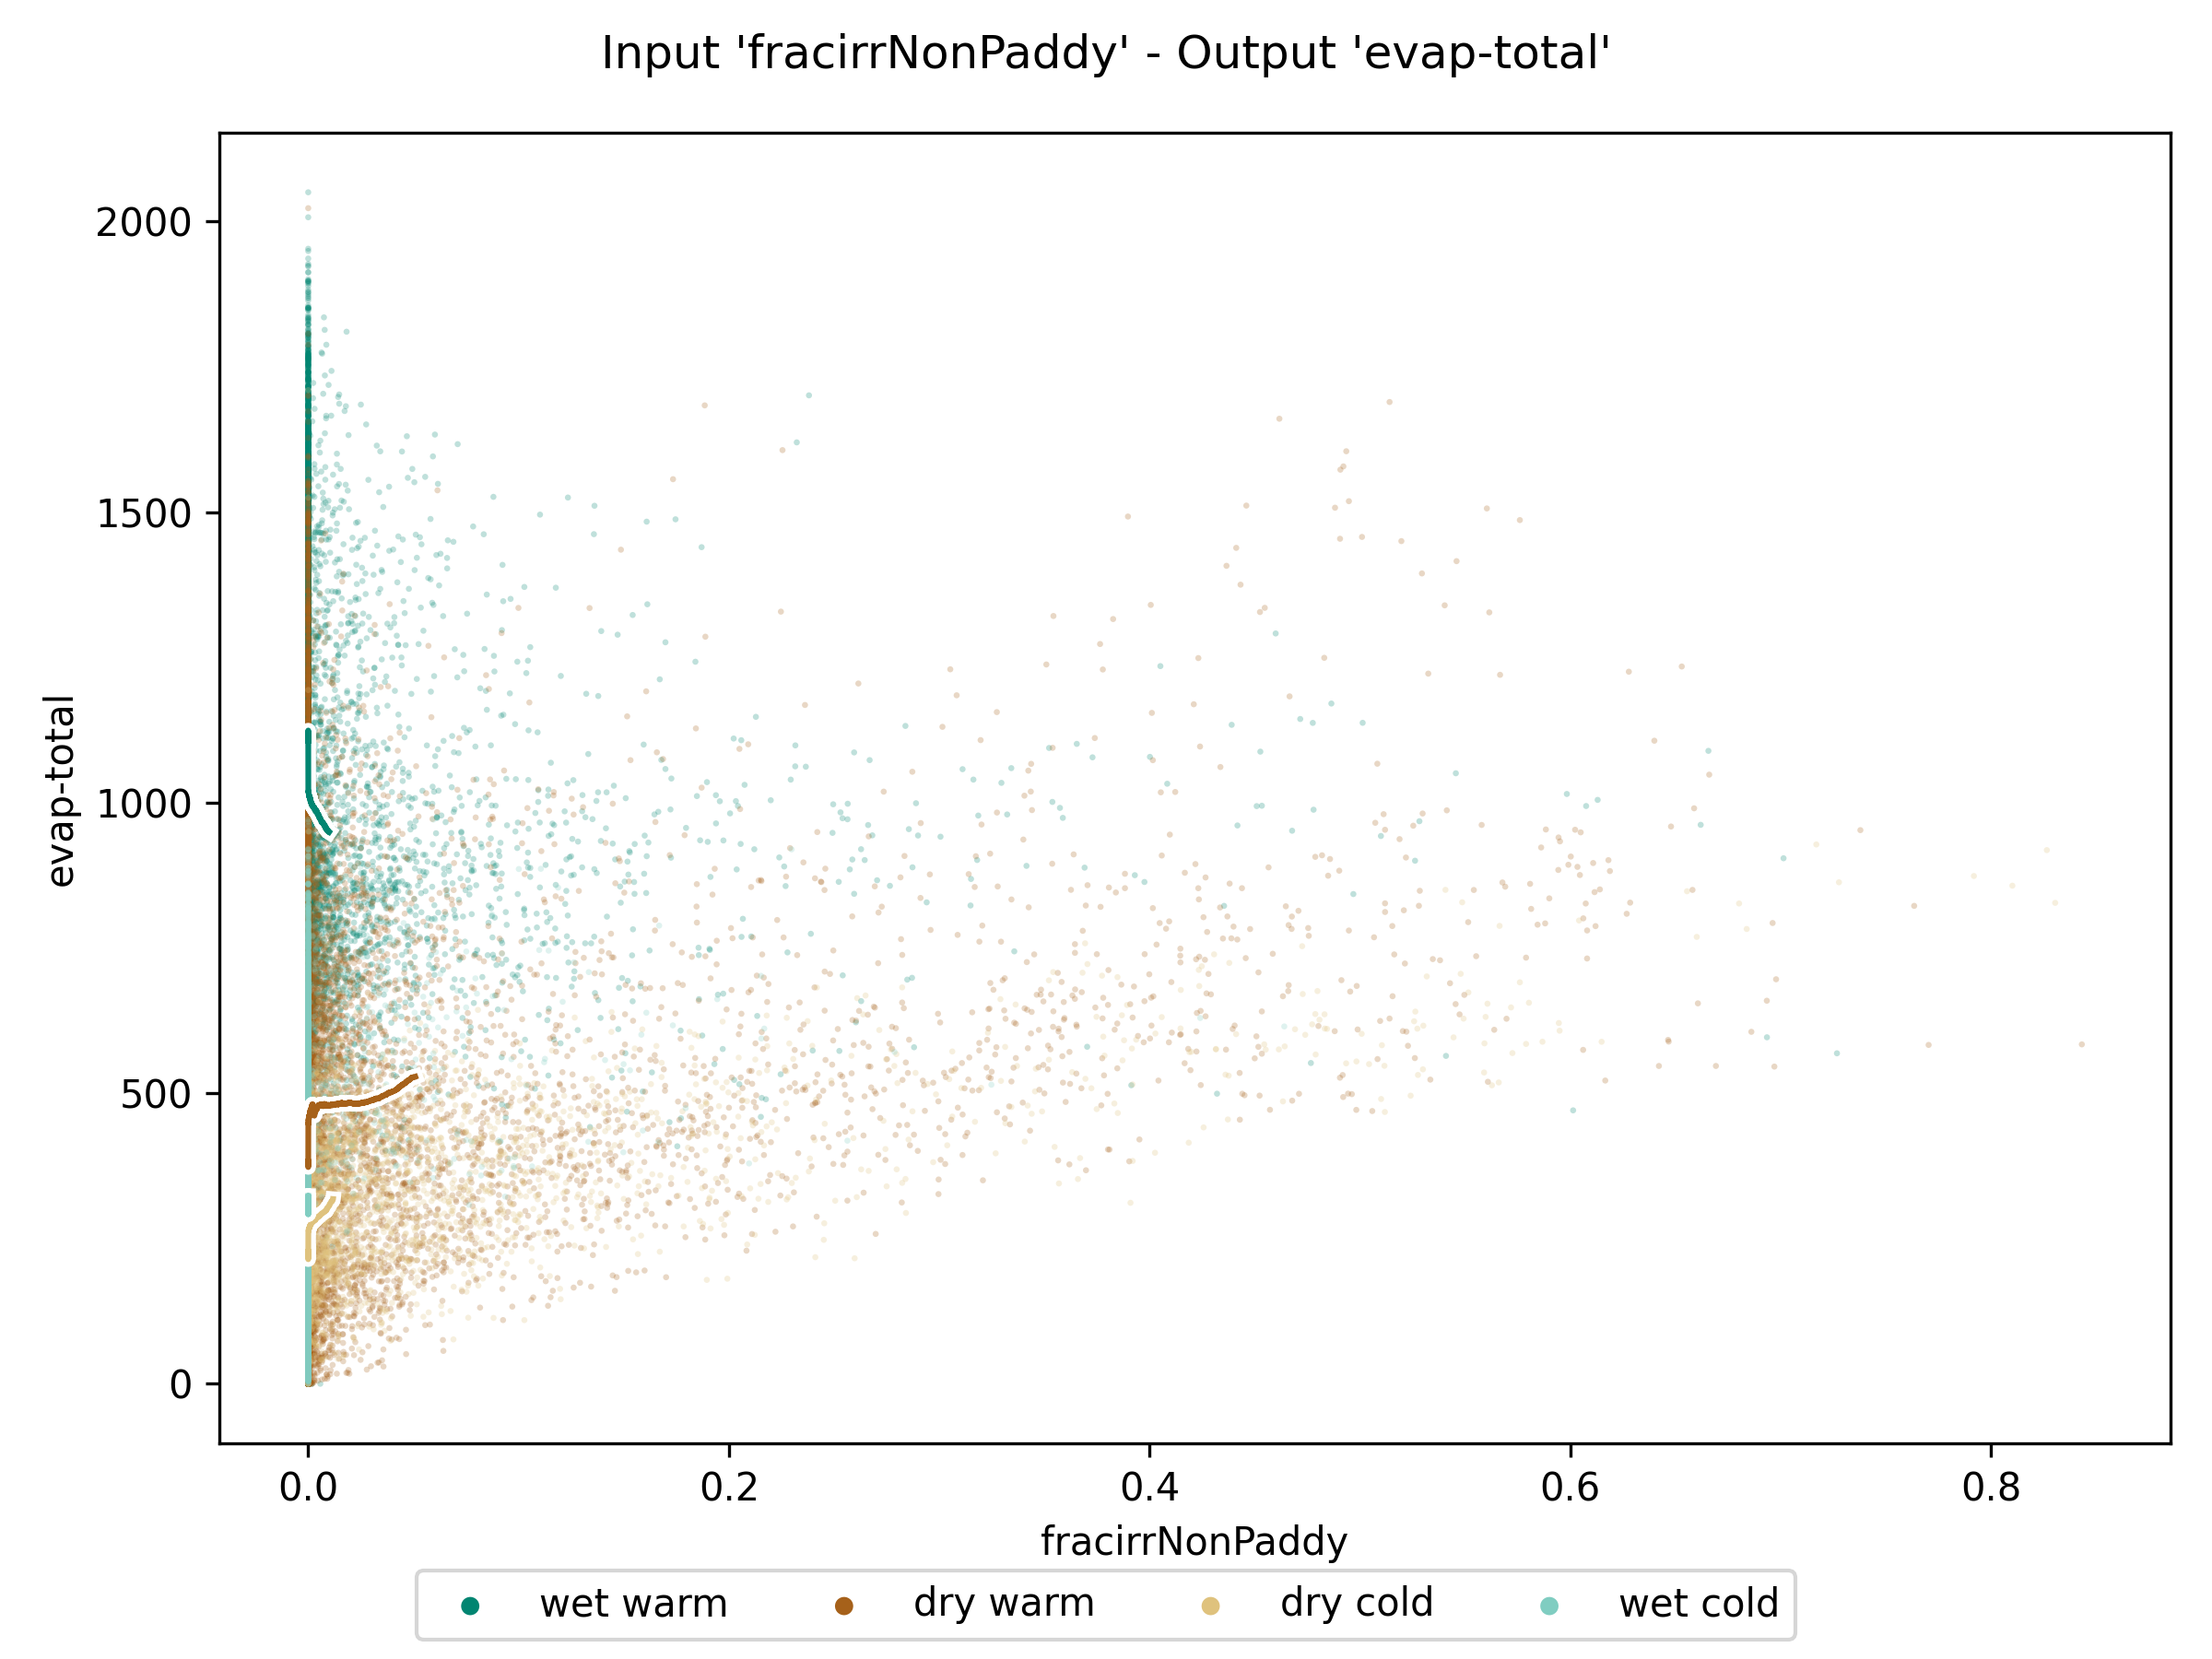 Input 'fracirrNonPaddy' - Output 'evap-total'
2000
1500
1000
500
0
evap-total
0.0 0.2 0.4 0.6 0.8
fracirrNonPaddy
wet warm dry warm dry cold wet cold